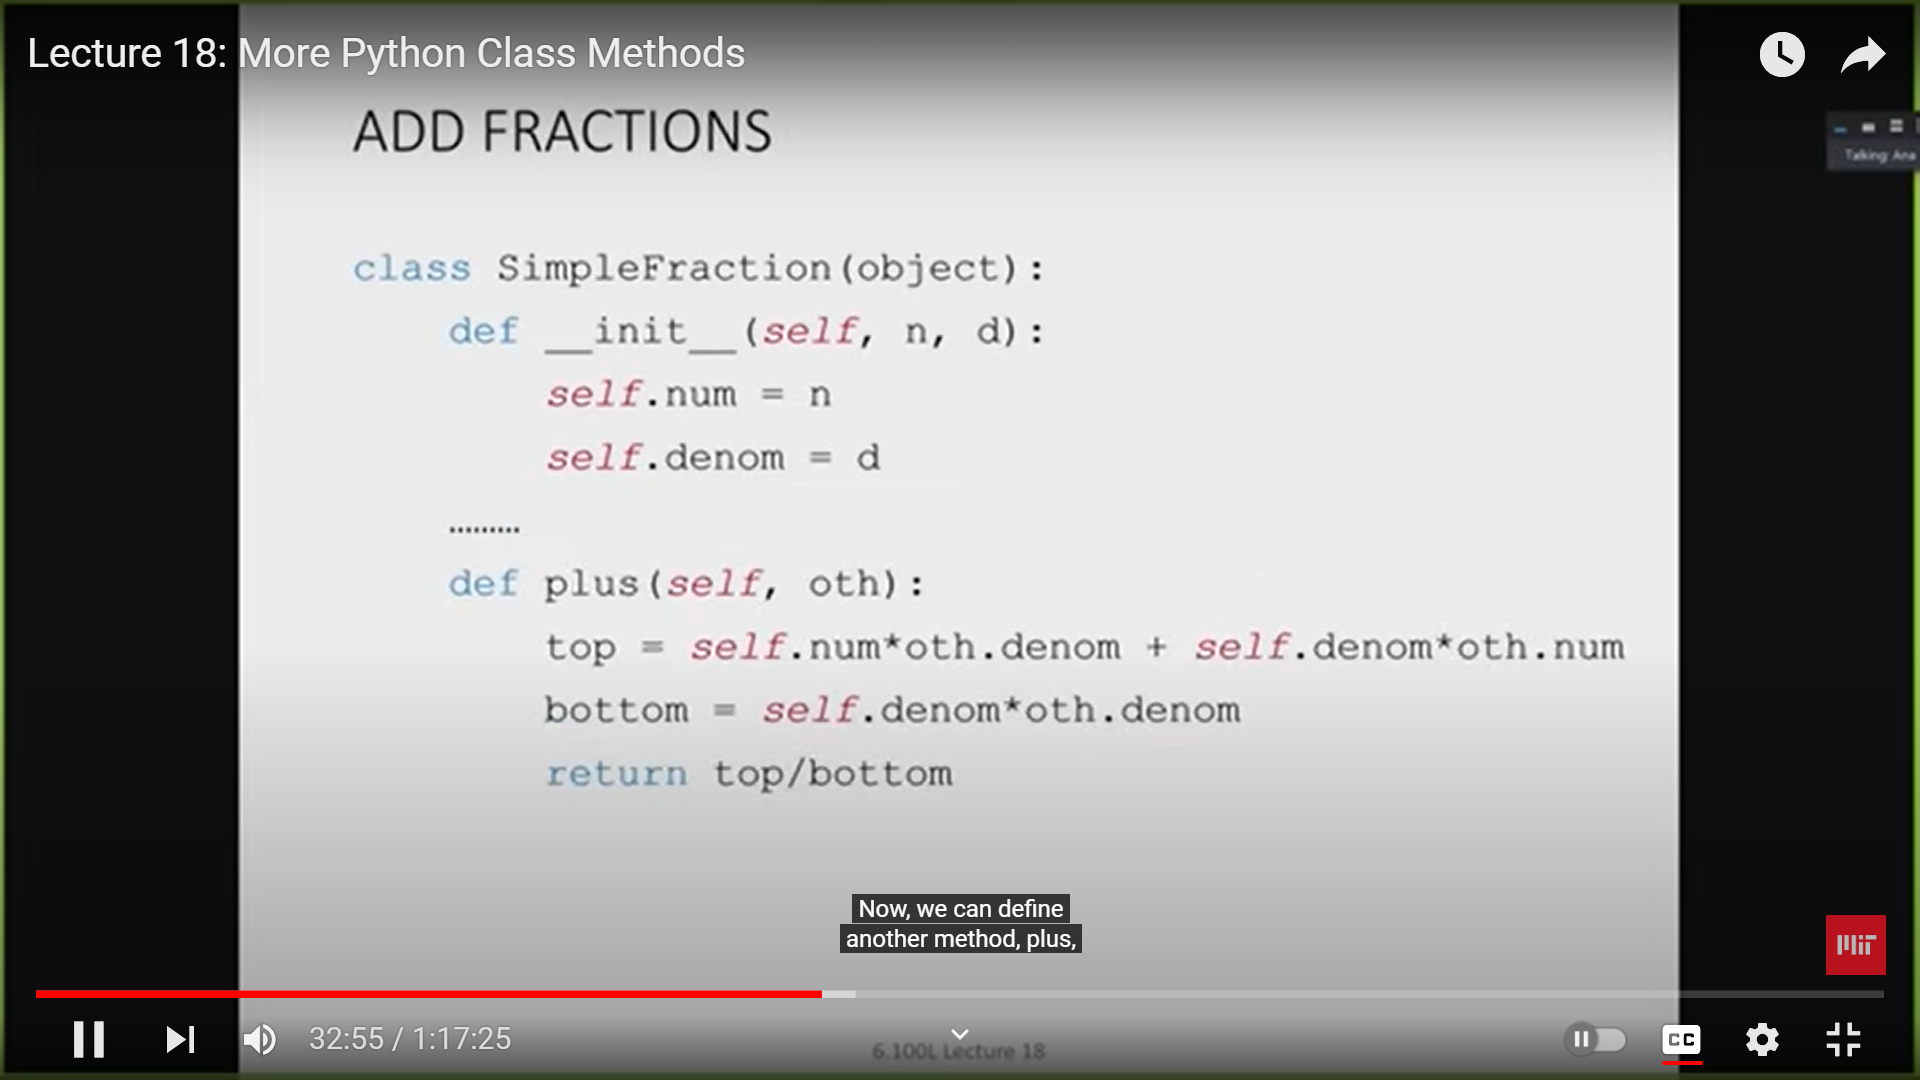 Lecture 18: More Python Class Methods
Talking: Ana
ADD FRACTIONS
class SimpleFraction(object):
def __init__(self, n, d):
self.num = n
self.denom = d
.........
def plus(self, oth):
top = self.num*oth.denom + self.denom*oth.num
bottom = self.denom*oth.denom
return top/bottom
Now, we can define
another method, plus,
MIT
32:55 / 1:17:25
6.100L Lecture 18
CC